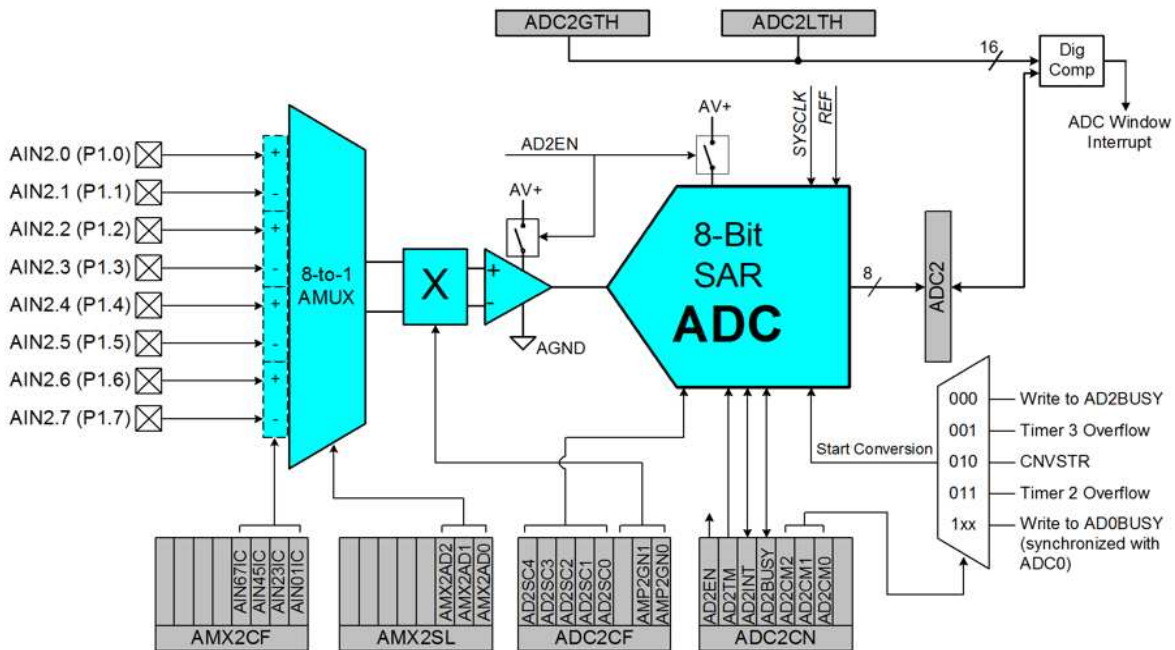 ADC2GTH
ADC2LTH
16
Dig
Comp
AV+
SYSCLK
REF
ADC Window
Interrupt
AD2EN
AV+
AIN2.0 (P1.0)
AIN2.1 (P1.1)
AIN2.2 (P1.2)
AIN2.3 (P1.3)
AIN2.4 (P1.4)
AIN2.5 (P1.5)
AIN2.6 (P1.6)
AIN2.7 (P1.7)
+
-
+
-
+
-
+
-
8-to-1
AMUX
X
+
-
AGND
8-Bit
SAR
ADC
8
ADC2
Start Conversion
000
001
010
011
1xx
Write to AD2BUSY
Timer 3 Overflow
CNVSTR
Timer 2 Overflow
Write to AD0BUSY
(synchronized with
ADC0)
AIN67IC
AIN45IC
AIN23IC
AIN01IC
AMX2CF
AMX2AD2
AMX2AD1
AMX2AD0
AMX2SL
AD2SC4
AD2SC3
AD2SC2
AD2SC1
AD2SC0
AMP2GN1
AMP2GN0
ADC2CF
AD2EN
AD2TM
AD2INT
AD2BUSY
AD2CM2
AD2CM1
AD2CM0
ADC2CN